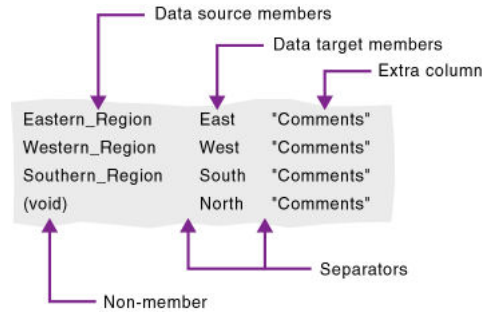 Data source members
Data target members
Extra column
Eastern_Region East "Comments"
Western_Region West "Comments"
Southern_Region South "Comments"
(void) North "Comments"
Separators
Non-member